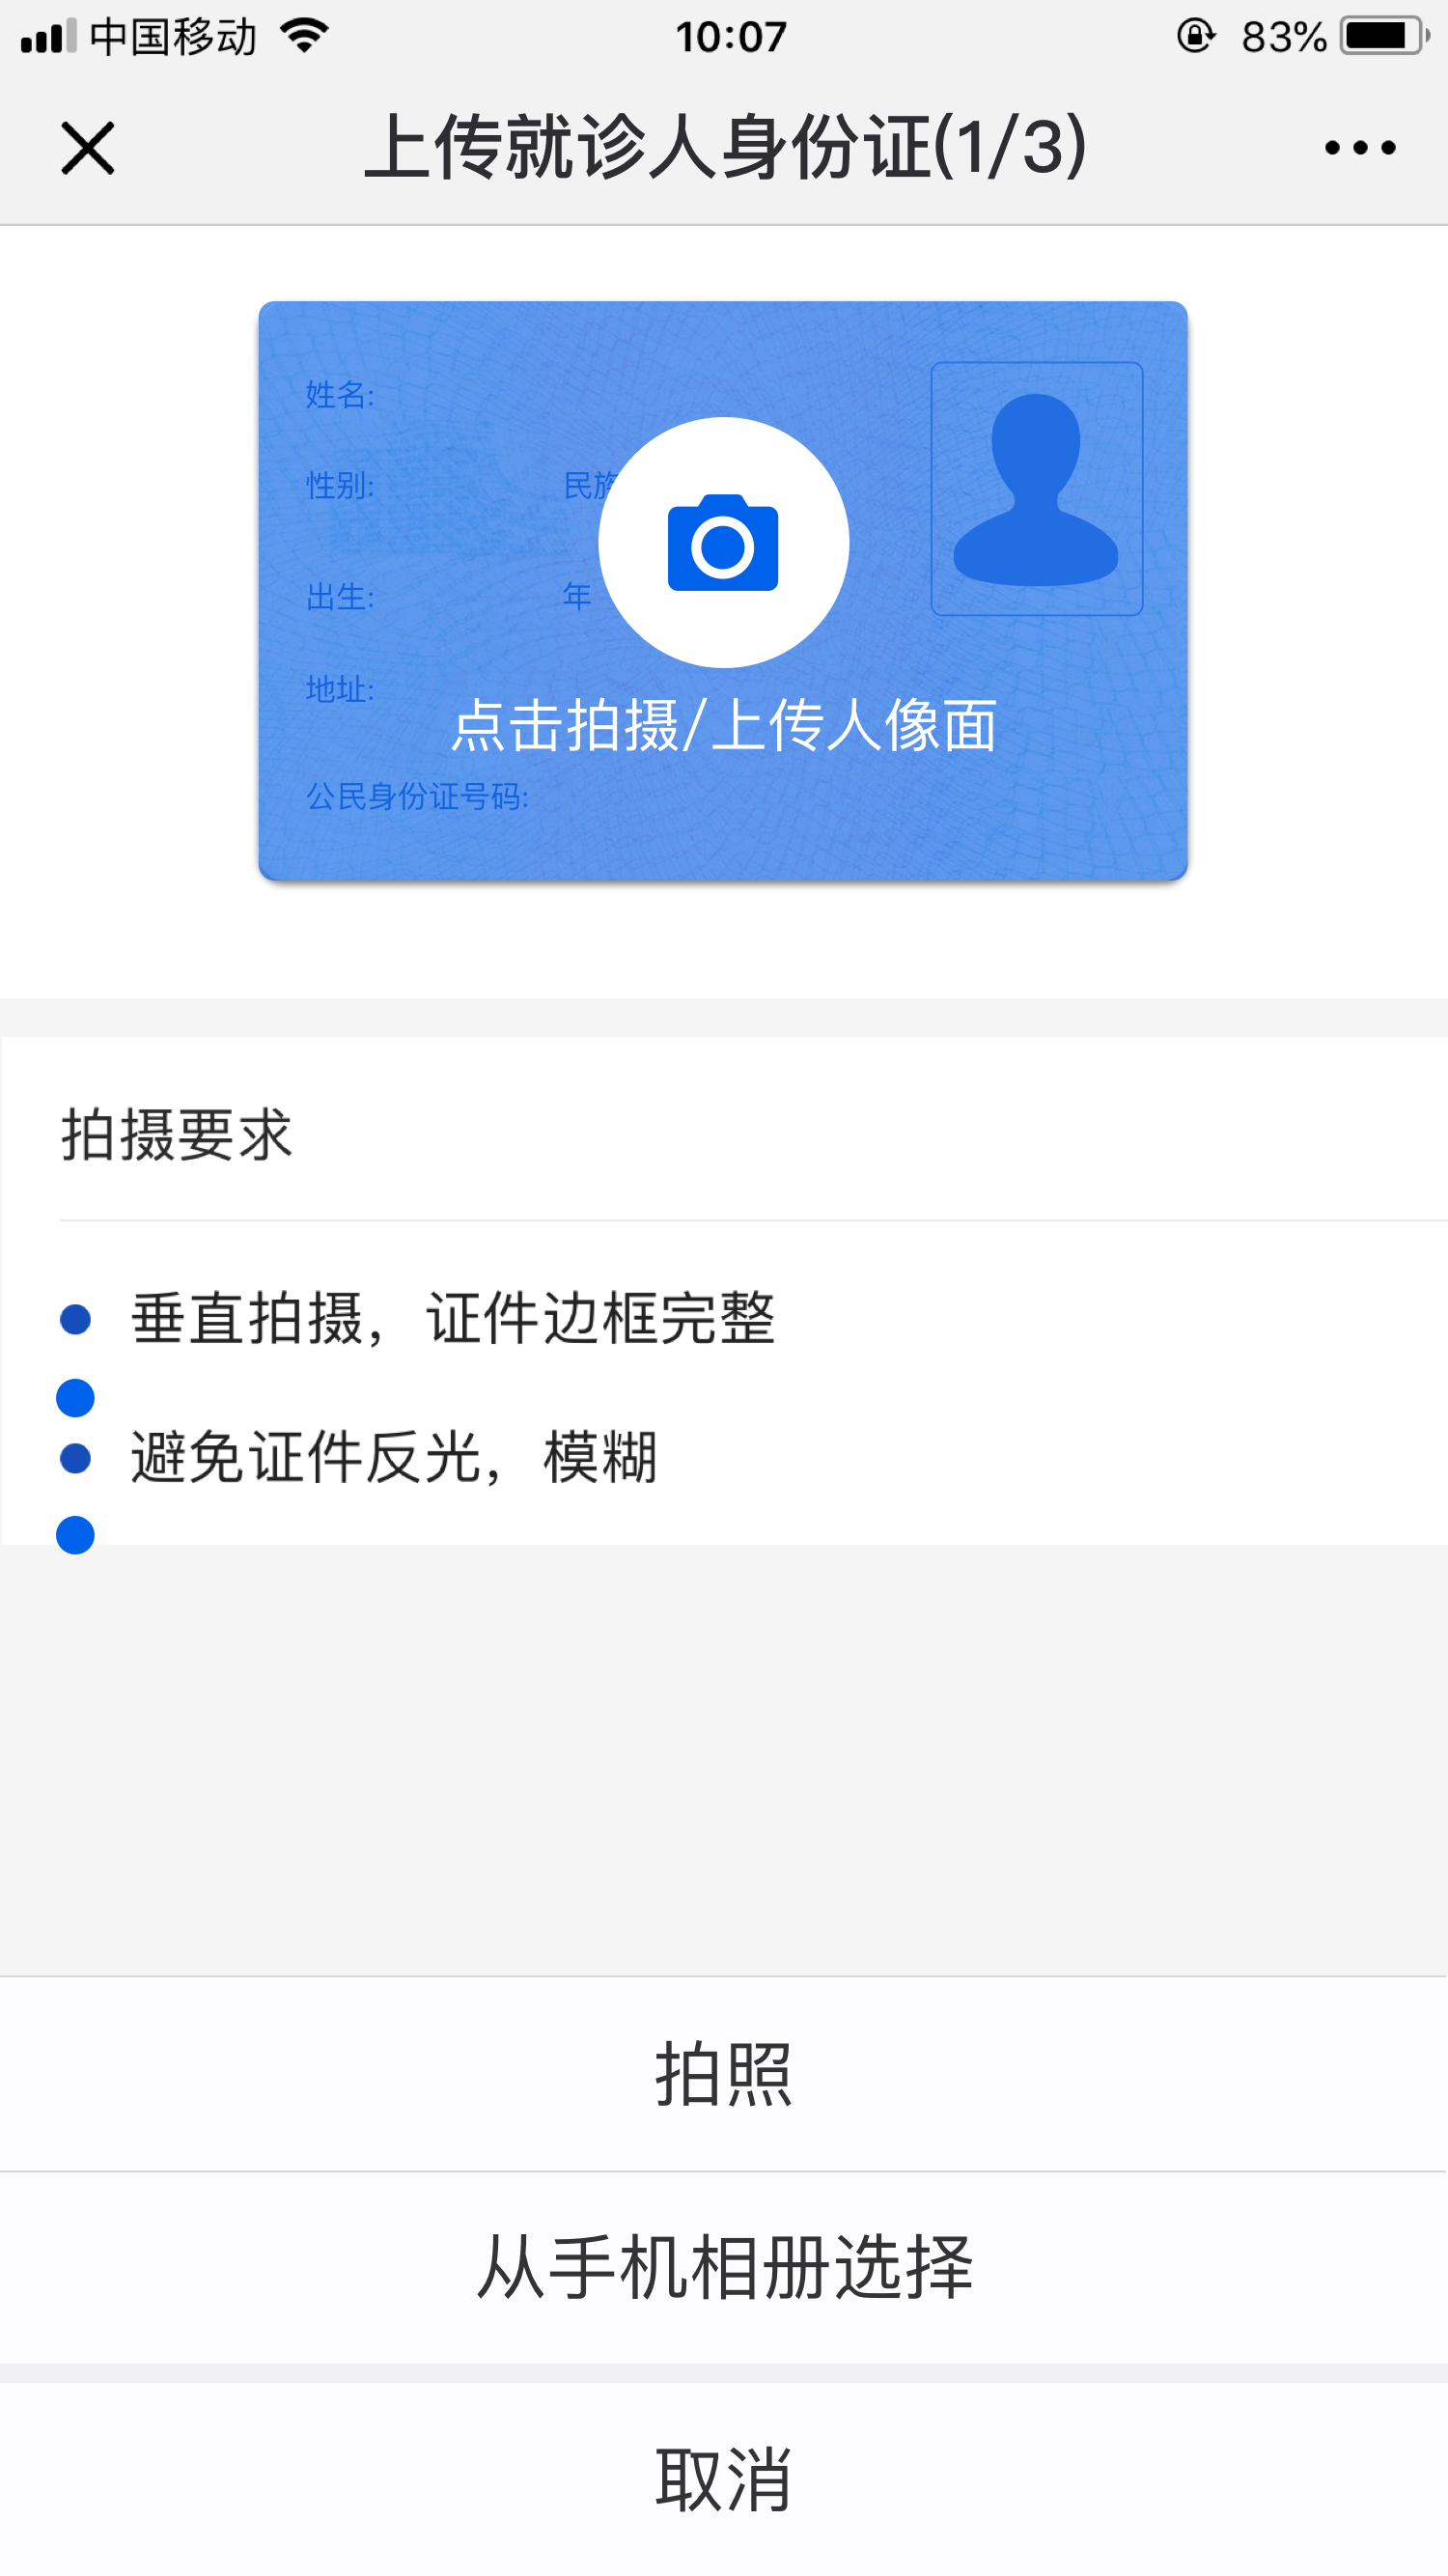 中国移动 10:07 83%
上传就诊人身份证(1/3)
姓名:
性别: 民族
出生: 年
地址:
点击拍摄/上传人像面
公民身份证号码:
拍摄要求
垂直拍摄，证件边框完整
避免证件反光，模糊
拍照
从手机相册选择
取消